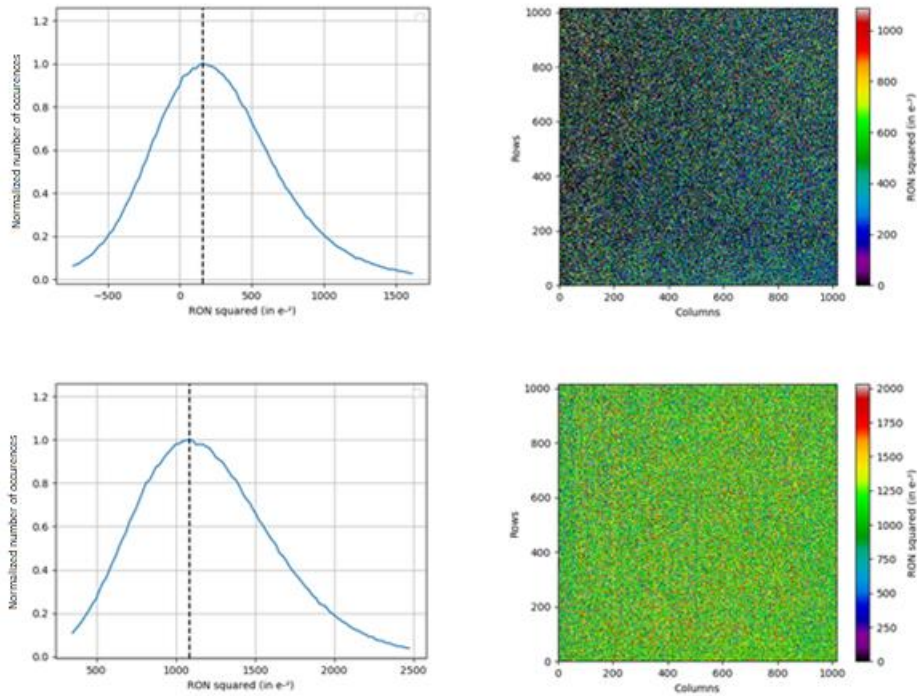 1.2
1.0
0.8
0.6
0.4
0.2
0.0
Normalized number of occurences
−500 0 500 1000 1500
RON squared (in e-²)
1000
800
600
400
200
0
Rows
0 200 400 600 800 1000
Columns
1000
800
600
400
200
0
RON squared (in e-²)
1.2
1.0
0.8
0.6
0.4
0.2
0.0
Normalized number of occurences
500 1000 1500 2000 2500
RON squared (in e-²)
1000
800
600
400
200
0
Rows
0 200 400 600 800 1000
Columns
2000
1750
1500
1250
1000
750
500
250
0
RON squared (in e-²)